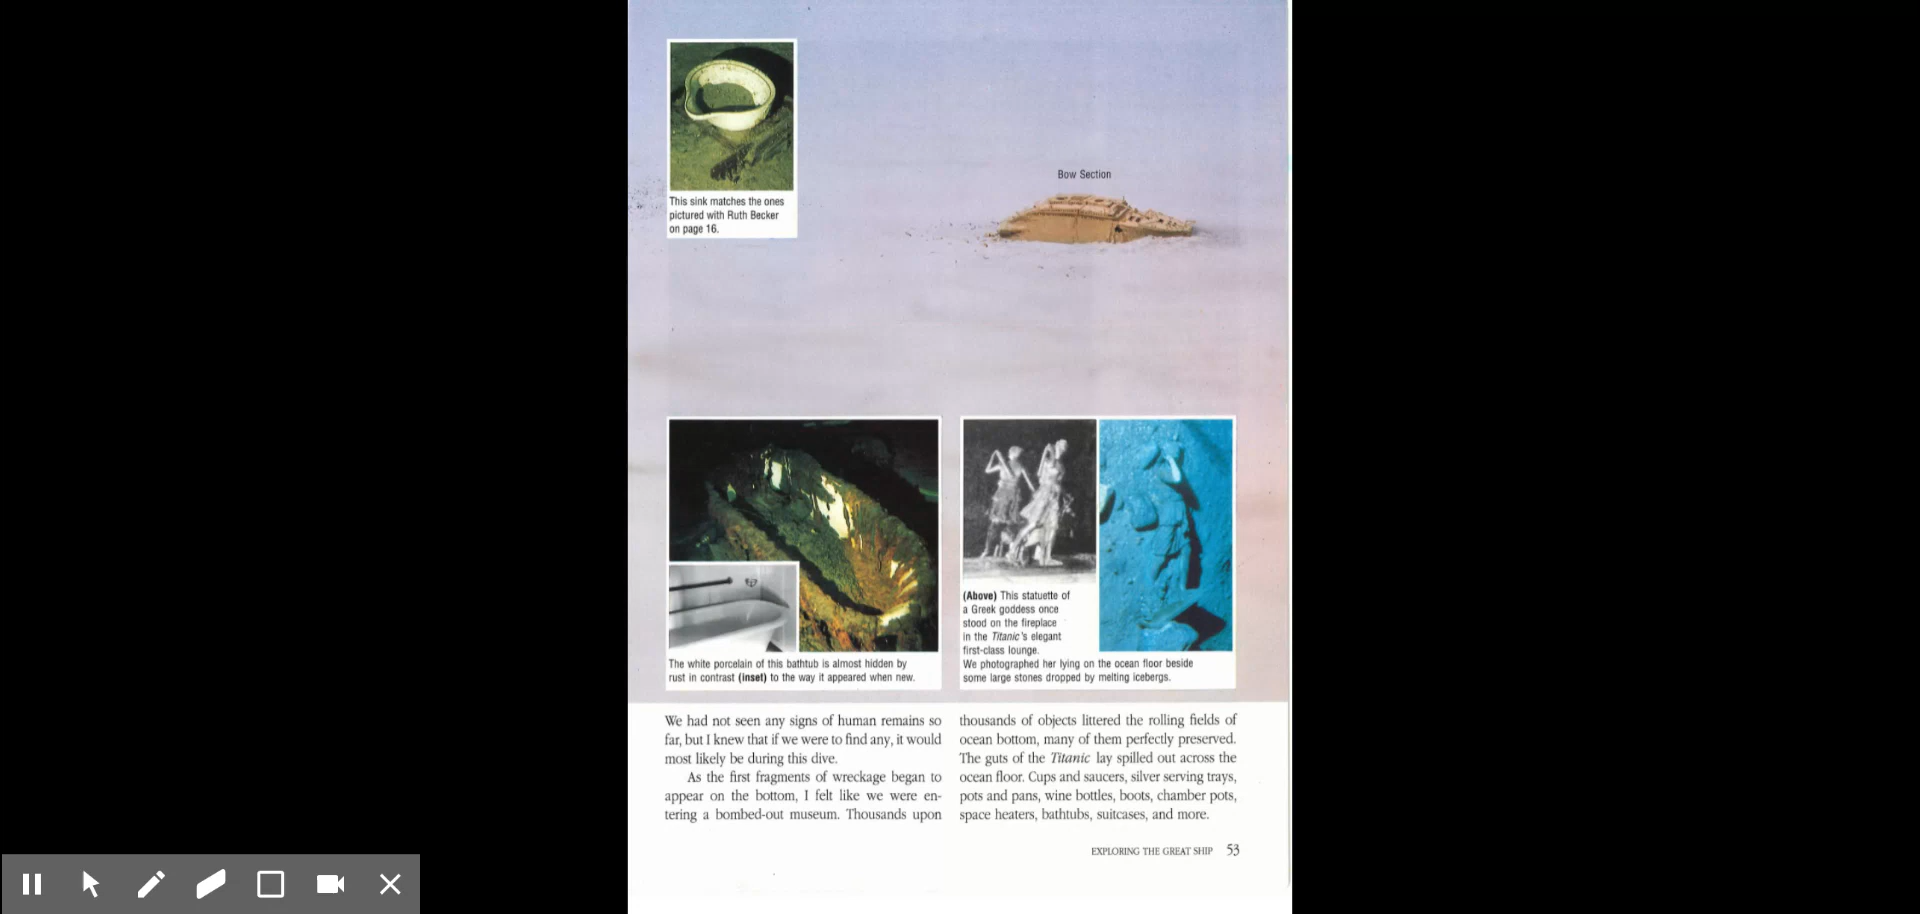 Bow Section
This sink matches the ones
pictured with Ruth Becker
on page 16.
(Above) This statuette of
a Greek goddess once
stood on the fireplace
in the Titanic's elegant
first-class lounge.
We photographed her lying on the ocean floor beside
some large stones dropped by melting icebergs.
The white porcelain of this bathtub is almost hidden by
rust in contrast (inset) to the way it appeared when new.
We had not seen any signs of human remains so
far, but I knew that if we were to find any, it would
most likely be during this dive.
As the first fragments of wreckage began to
appear on the bottom, I felt like we were en-
tering a bombed-out museum. Thousands upon
thousands of objects littered the rolling fields of
ocean bottom, many of them perfectly preserved.
The guts of the Titanic lay spilled out across the
ocean floor. Cups and saucers, silver serving trays,
pots and pans, wine bottles, boots, chamber pots,
space heaters, bathtubs, suitcases, and more.
EXPLORING THE GREAT SHIP 53